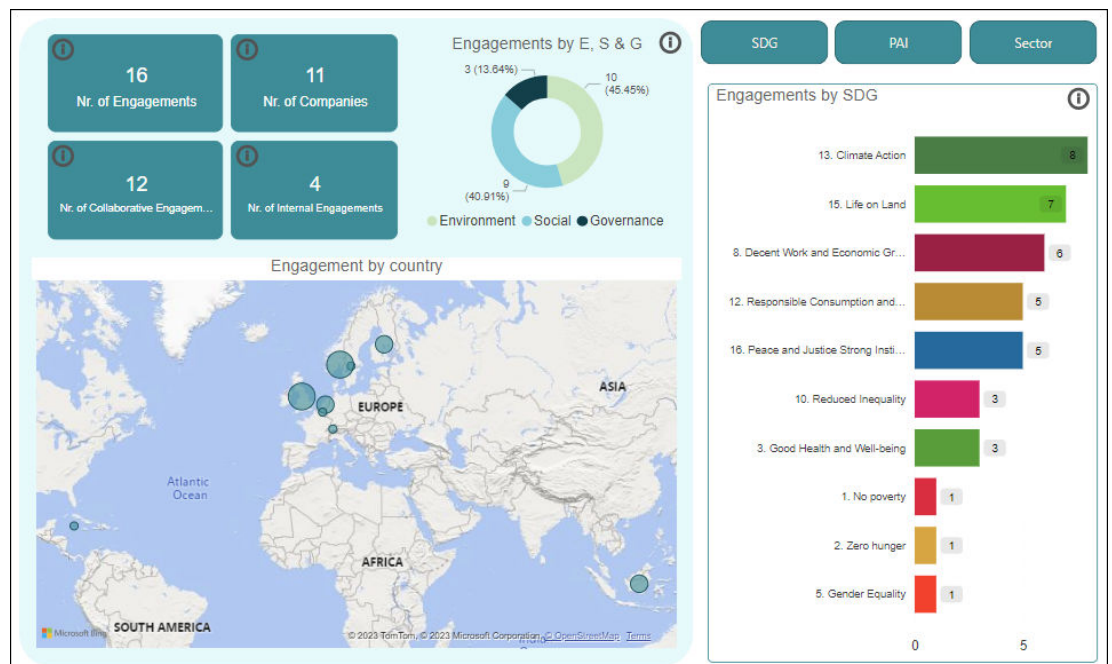 16
Nr. of Engagements
11
Nr. of Companies
12
Nr. of Collaborative Engagem...
4
Nr. of Internal Engagements
Engagements by E, S & G
3 (13.64%)
10
(45.45%)
9
(40.91%)
Environment Social Governance
Engagement by country
ASIA
EUROPE
Atlantic
Ocean
AFRICA
SOUTH AMERICA
Microsoft Bing
© 2023 TomTom, © 2023 Microsoft Corporation, © OpenStreetMap Terms
SDG
PAI
Sector
Engagements by SDG
13. Climate Action 8
15. Life on Land 7
8. Decent Work and Economic Gr... 6
12. Responsible Consumption and... 5
16. Peace and Justice Strong Insti... 5
10. Reduced Inequality 3
3. Good Health and Well-being 3
1. No poverty 1
2. Zero hunger 1
5. Gender Equality 1
0 5